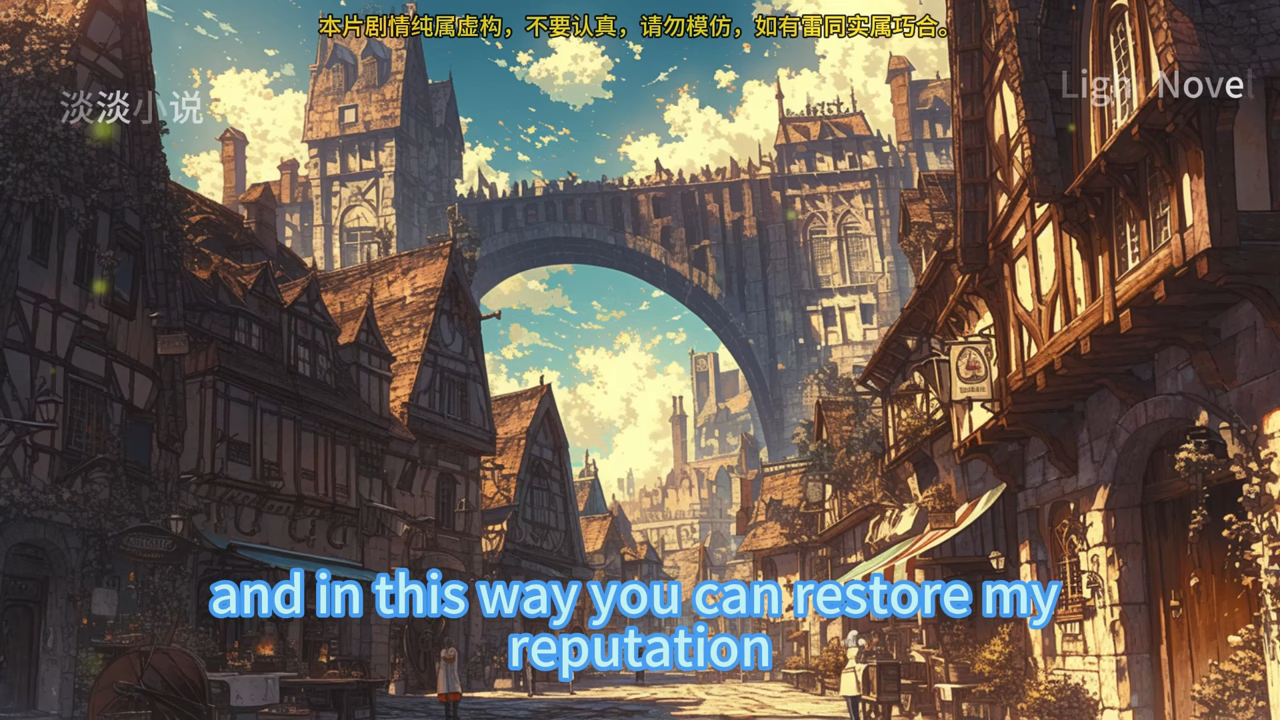 本片剧情纯属虚构，不要认真，请勿模仿，如有雷同实属巧合。
淡淡小说
Light Novel
and in this way you can restore my
reputation